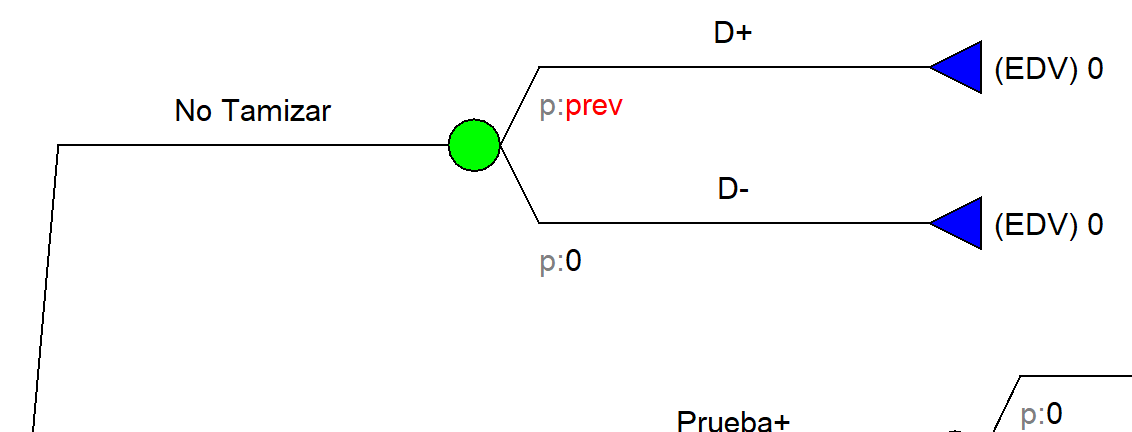 D+
(EDV) 0
No Tamizar
p:prev
D-
(EDV) 0
p:0
Prueba+
p:0